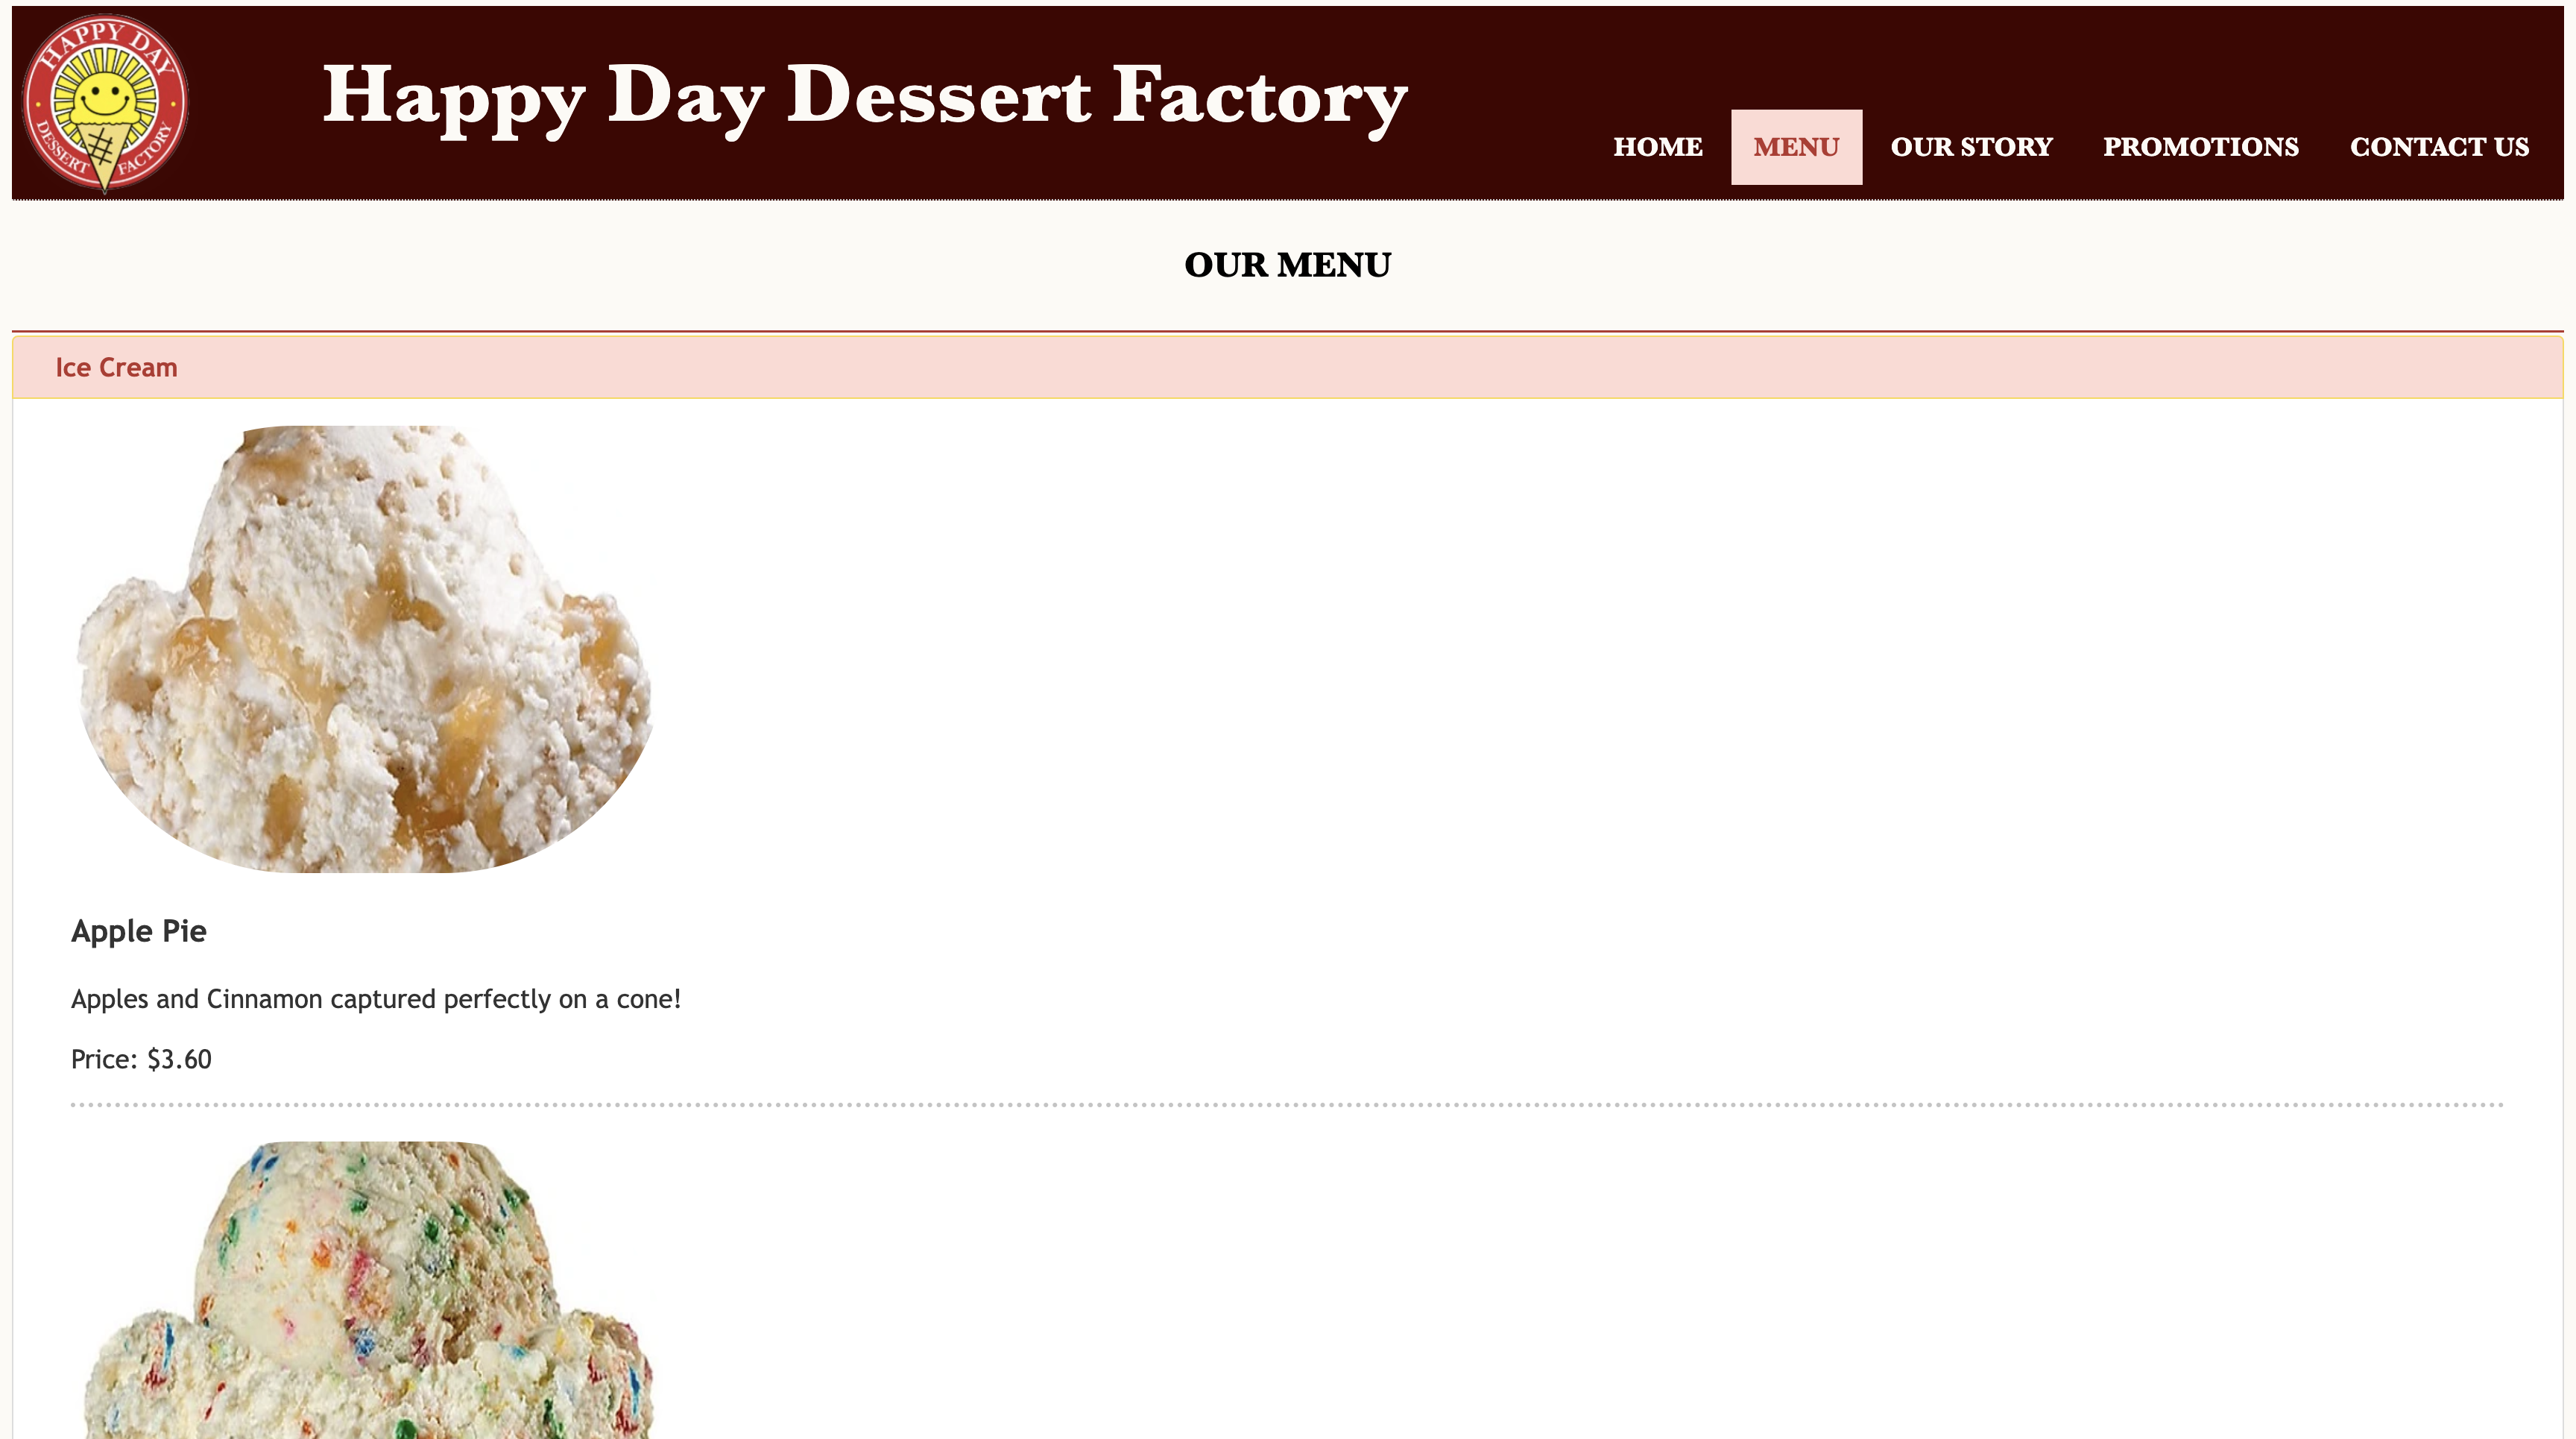 HAPPY DAY
DESSERT FACTORY
Happy Day Dessert Factory
HOME MENU OUR STORY PROMOTIONS CONTACT US
OUR MENU
Ice Cream
Apple Pie
Apples and Cinnamon captured perfectly on a cone!
Price: $3.60